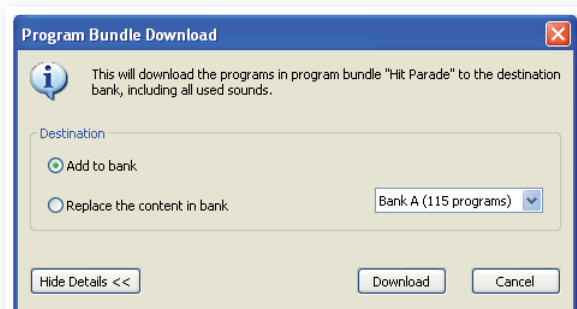 Program Bundle Download
This will download the programs in program bundle "Hit Parade" to the destination
bank, including all used sounds.
Destination
Add to bank
Replace the content in bank
Bank A (115 programs)
Hide Details <<
Download
Cancel